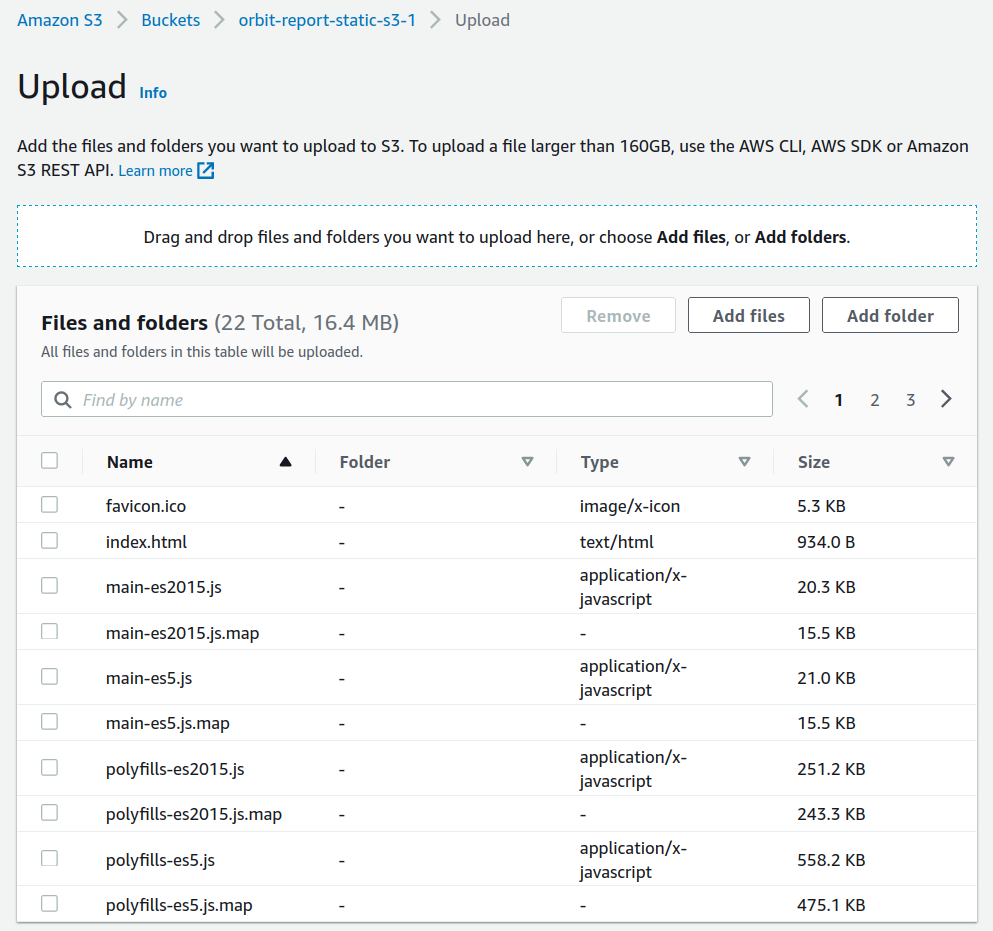 Amazon S3 > Buckets > orbit-report-static-s3-1 > Upload
Upload Info
Add the files and folders you want to upload to S3. To upload a file larger than 160GB, use the AWS CLI, AWS SDK or Amazon
S3 REST API. Learn more
Drag and drop files and folders you want to upload here, or choose Add files, or Add folders.
Files and folders (22 Total, 16.4 MB) Remove Add files Add folder
All files and folders in this table will be uploaded.
Find by name < 1 2 3 >
Name Folder Type Size
favicon.ico - image/x-icon 5.3 KB
index.html - text/html 934.0 B
main-es2015.js - application/x-
javascript 20.3 KB
main-es2015.js.map - - 15.5 KB
main-es5.js - application/x-
javascript 21.0 KB
main-es5.js.map - - 15.5 KB
polyfills-es2015.js - application/x-
javascript 251.2 KB
polyfills-es2015.js.map - - 243.3 KB
polyfills-es5.js - application/x-
javascript 558.2 KB
polyfills-es5.js.map - - 475.1 KB